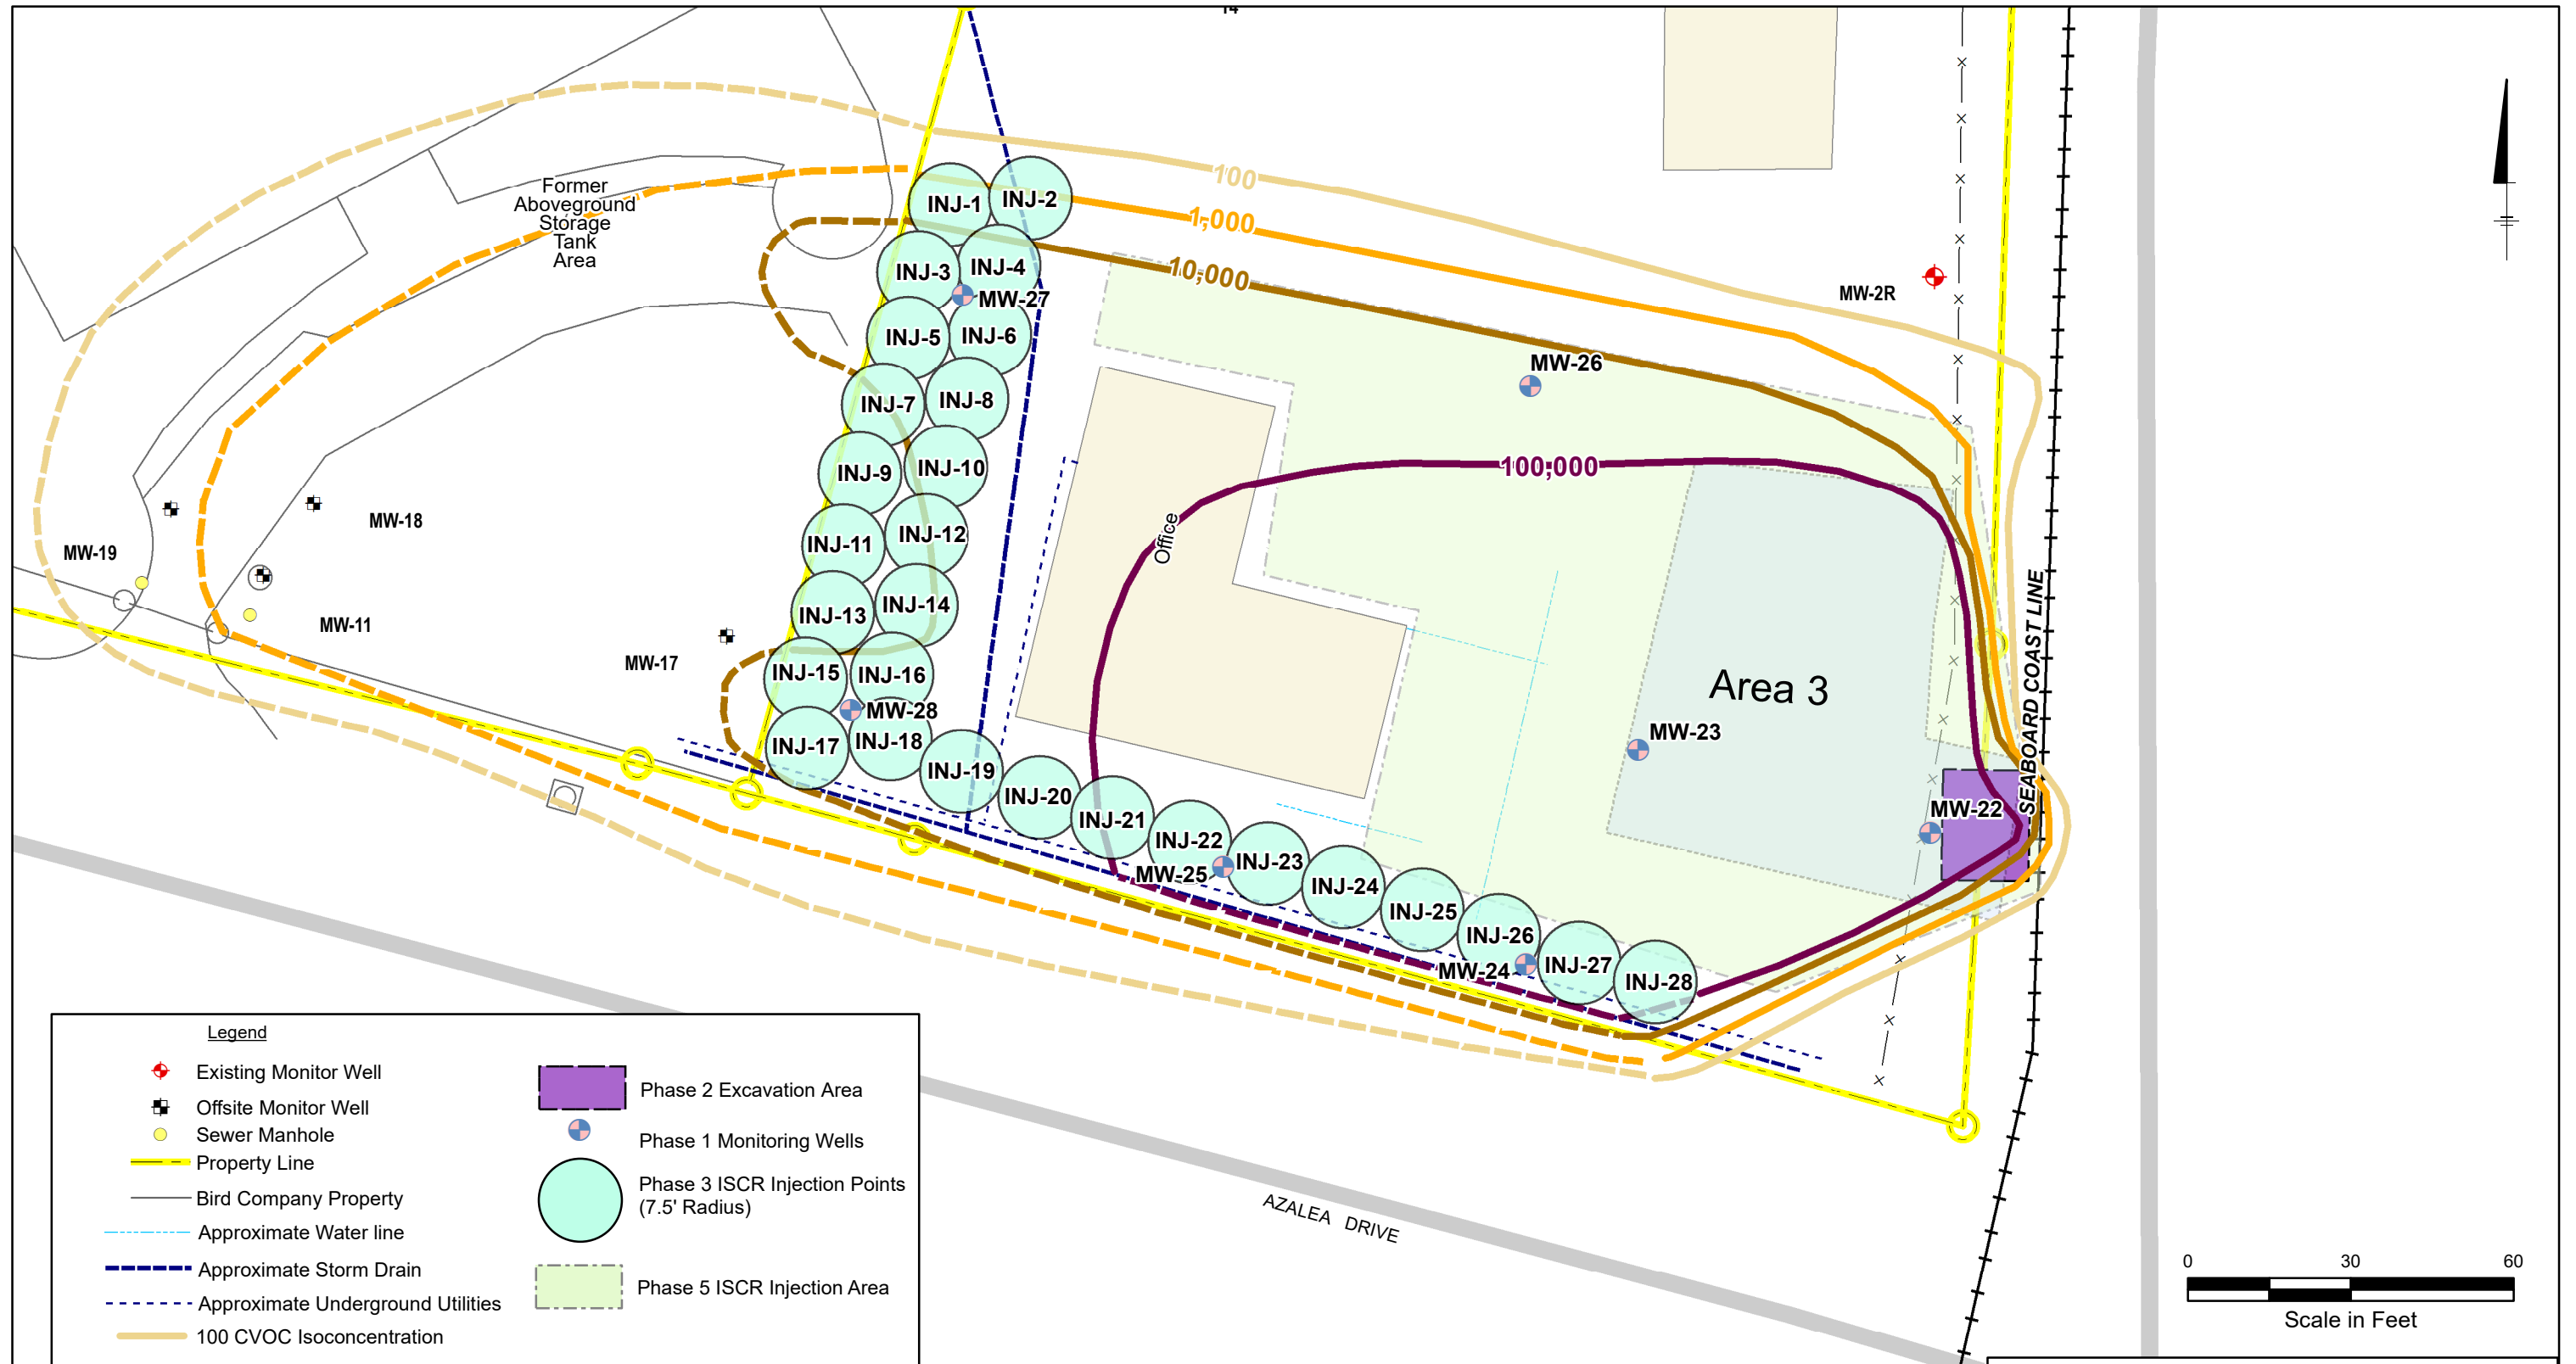 100
1,000
10,000
100,000
Former
Aboveground
Storage
Tank
Area
INJ-1
INJ-2
INJ-3
INJ-4
MW-27
INJ-5
INJ-6
INJ-7
INJ-8
INJ-9
INJ-10
INJ-11
INJ-12
INJ-13
INJ-14
INJ-15
INJ-16
MW-28
INJ-17
INJ-18
INJ-19
INJ-20
INJ-21
INJ-22
MW-25
INJ-23
INJ-24
INJ-25
INJ-26
MW-24
INJ-27
INJ-28
MW-2R
MW-26
Office
MW-18
MW-19
MW-11
MW-17
Area 3
MW-23
MW-22
SEABOARD COAST LINE
AZALEA DRIVE
Legend
Existing Monitor Well
Offsite Monitor Well
Sewer Manhole
Property Line
Bird Company Property
Approximate Water line
Approximate Storm Drain
Approximate Underground Utilities
100 CVOC Isoconcentration
Phase 2 Excavation Area
Phase 1 Monitoring Wells
Phase 3 ISCR Injection Points
(7.5' Radius)
Phase 5 ISCR Injection Area
0 30 60
Scale in Feet